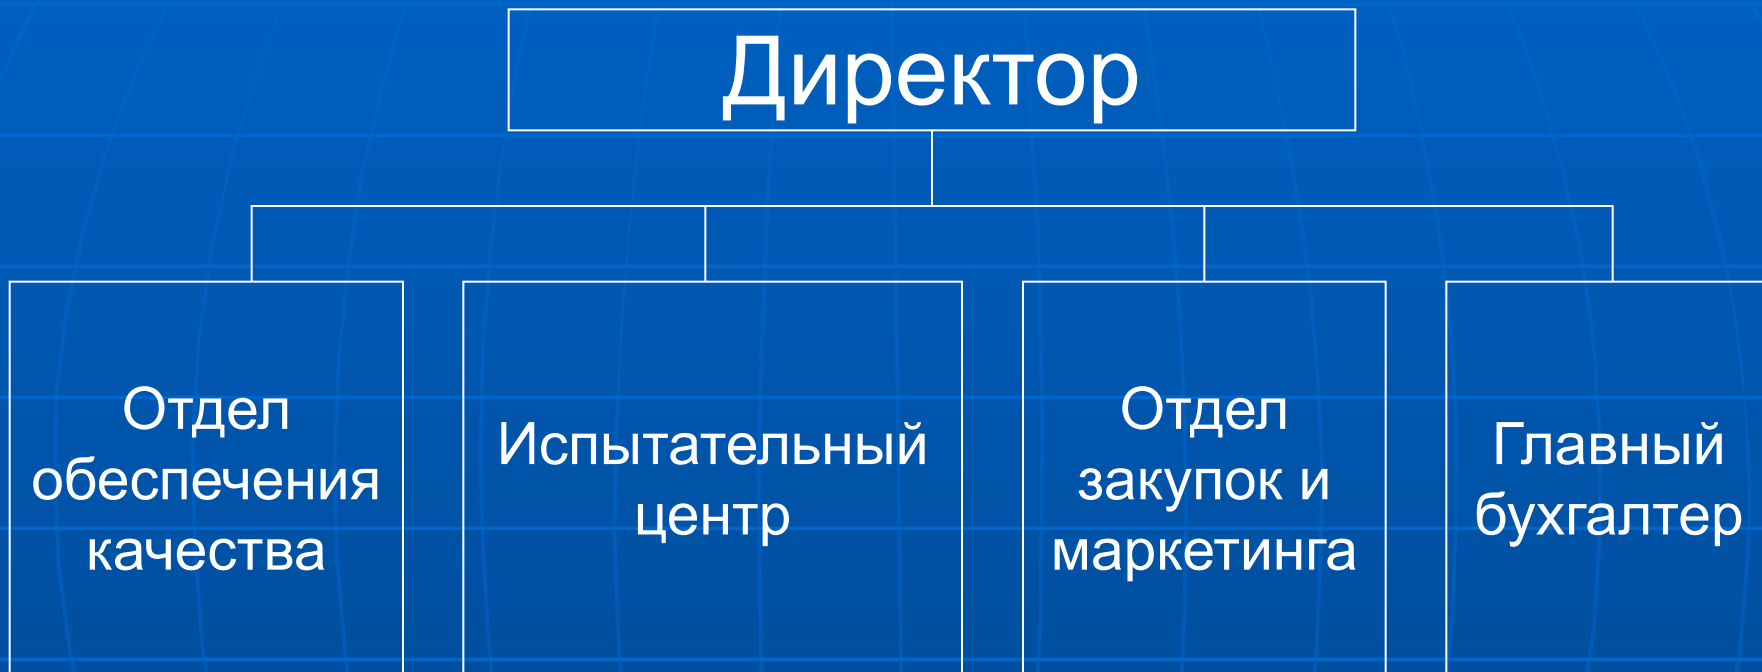 Директор
Отдел
обеспечения
качества
Испытательный
центр
Отдел
закупок и
маркетинга
Главный
бухгалтер